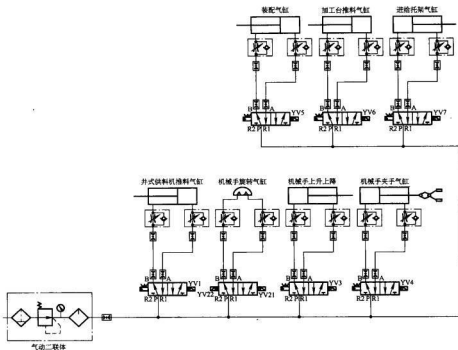 装配气缸 加工台推料气缸 进给托架气缸
B A YV5 B A YV6 B A YV7
R2 P R1 R2 P R1 R2 P R1
井式供料机推料气缸 机械手旋转气缸 机械手上升上降 机械手夹手气缸
B A YV1 B A B A YV3 B A YV4
YV22 YV21
R2 P R1 R2 P R1 R2 P R1 R2 P R1
气动二联体